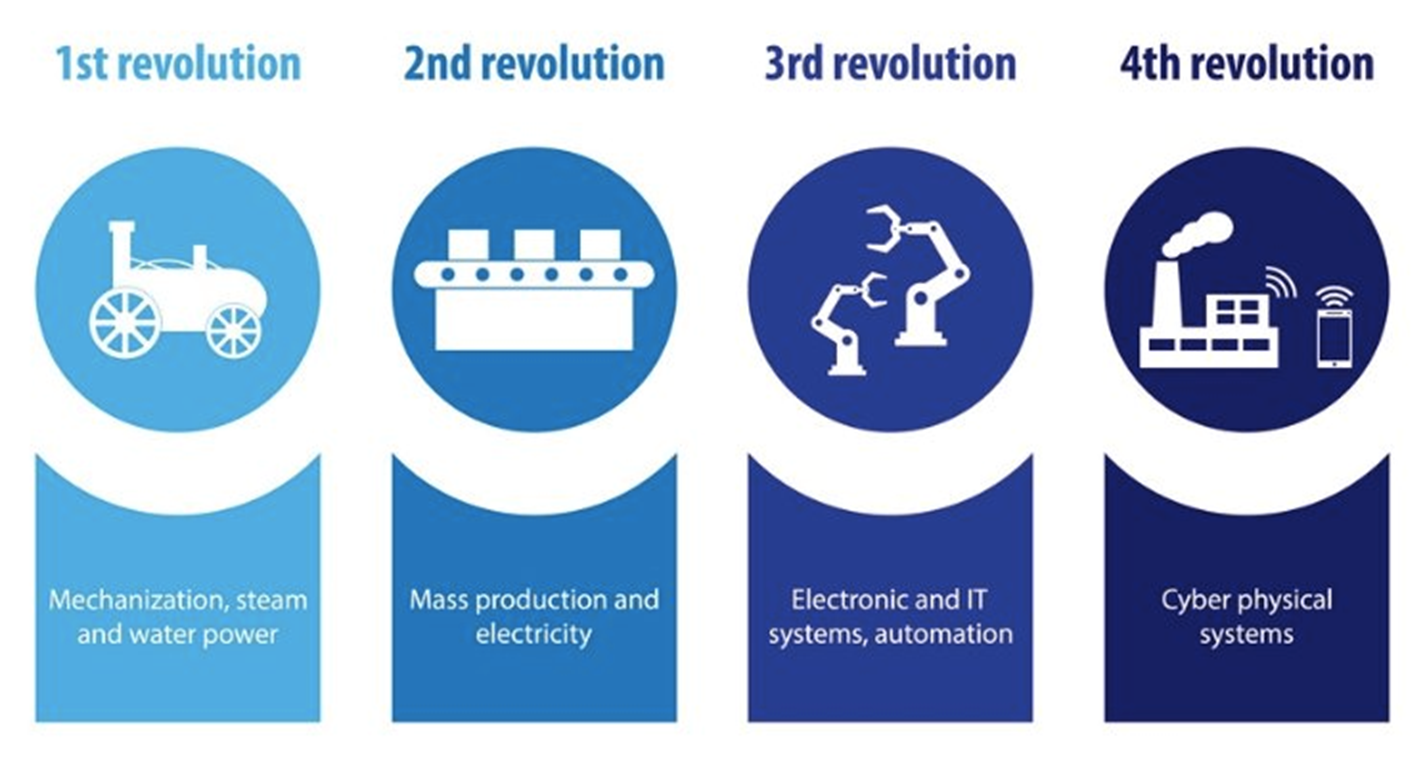 1st revolution
2nd revolution
3rd revolution
4th revolution
Mechanization, steam
and water power
Mass production and
electricity
Electronic and IT
systems, automation
Cyber physical
systems